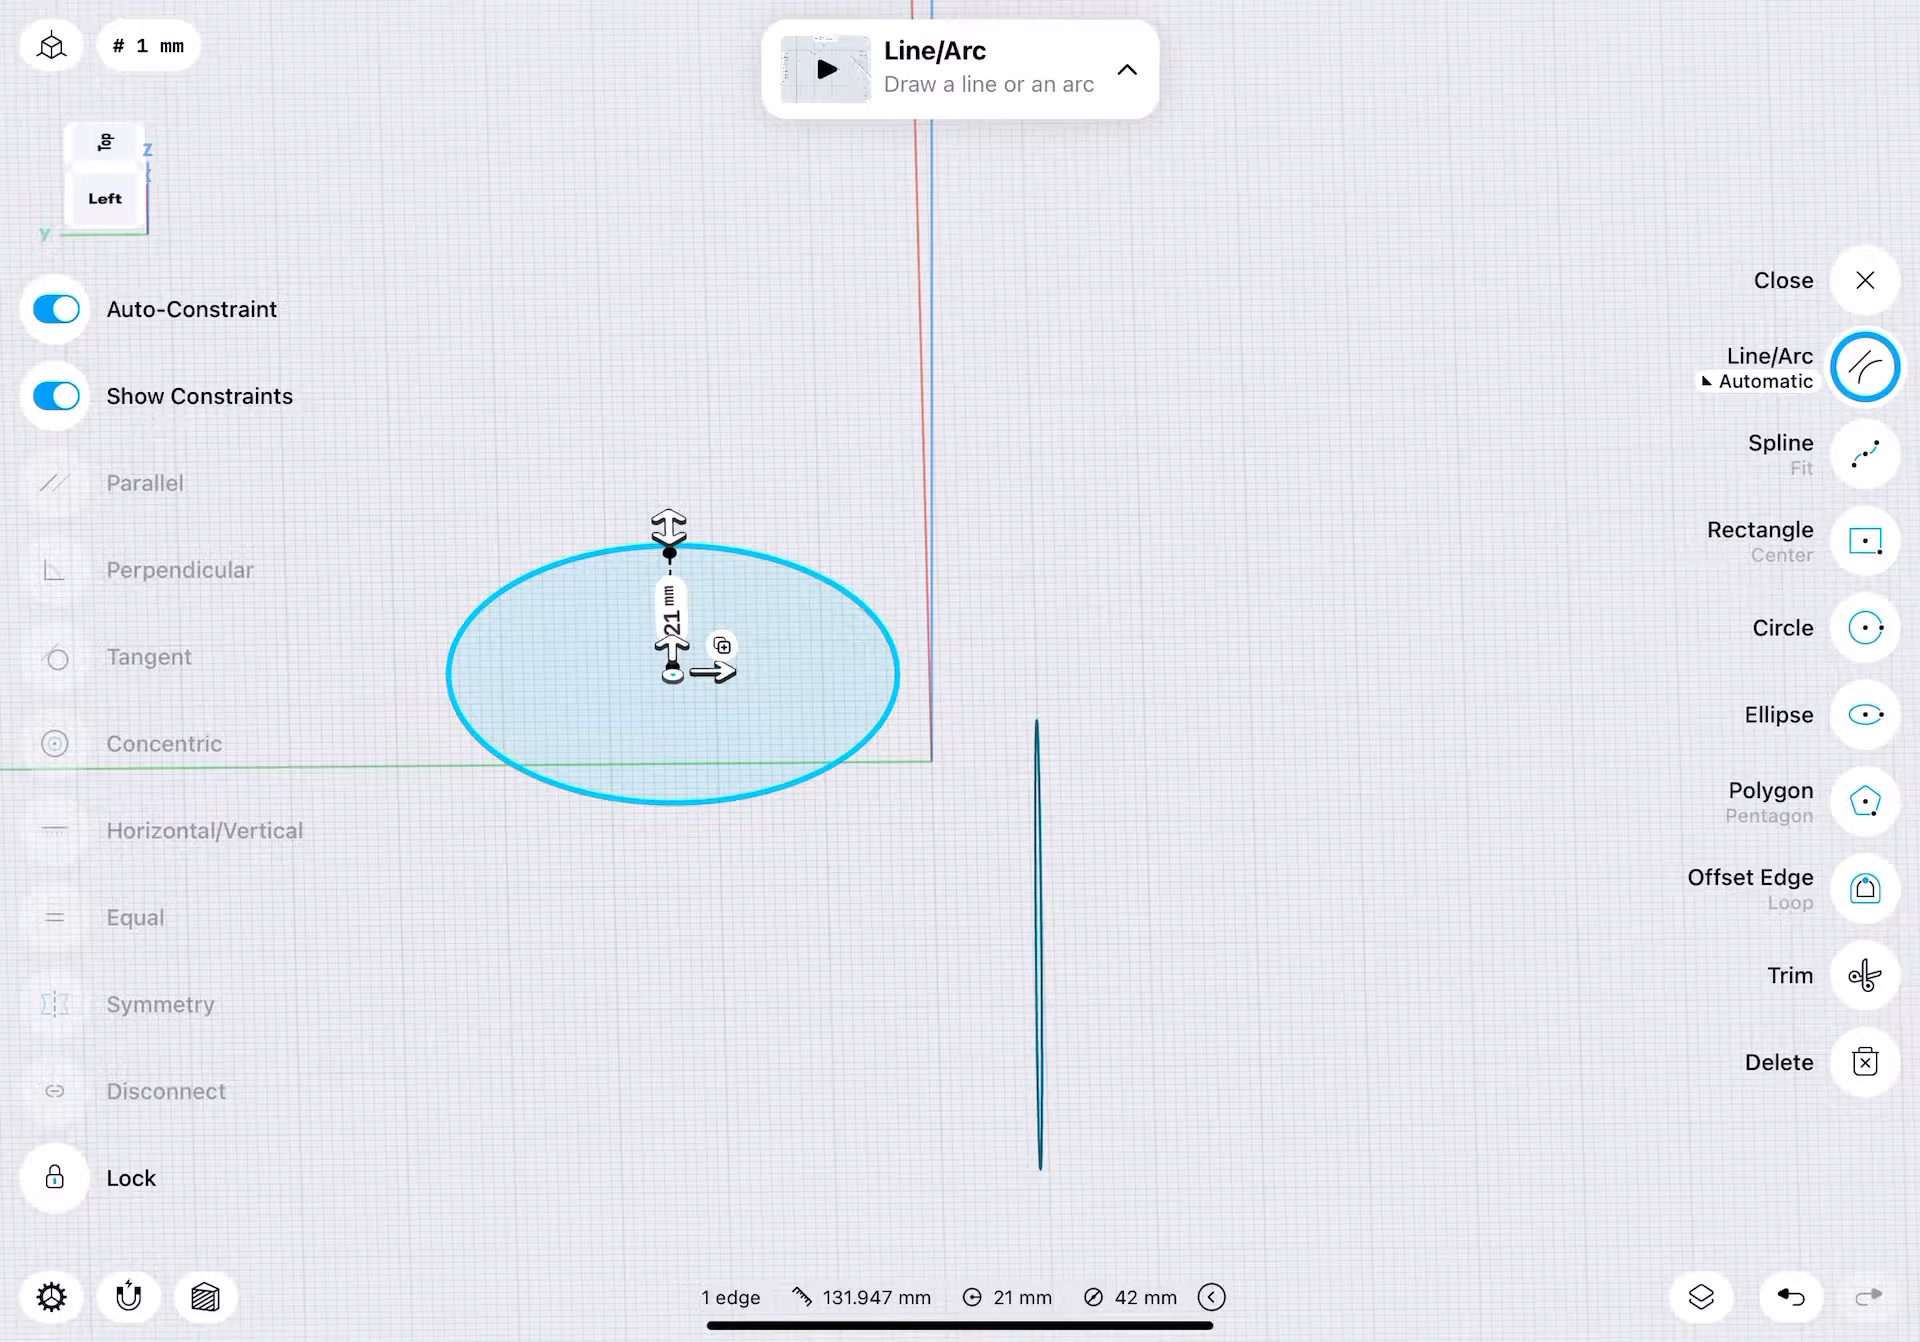 # 1 mm
Line/Arc
Draw a line or an arc
Top
Z
Left
Y
Auto-Constraint
Show Constraints
Parallel
Perpendicular
Tangent
Concentric
Horizontal/Vertical
Equal
Symmetry
Disconnect
Lock
21 mm
Close
Line/Arc
Automatic
Spline
Fit
Rectangle
Center
Circle
Ellipse
Polygon
Pentagon
Offset Edge
Loop
Trim
Delete
1 edge 131.947 mm 21 mm 42 mm